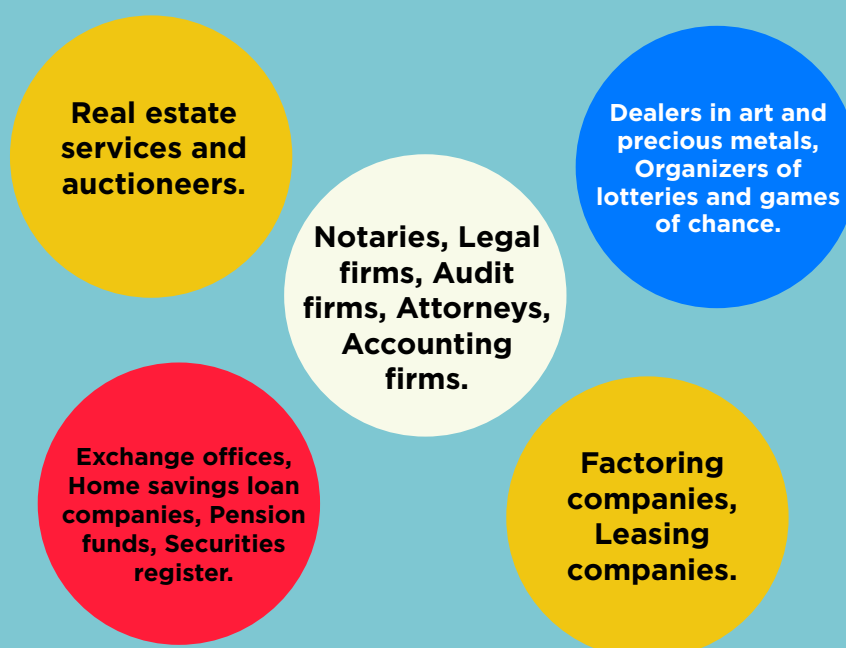 Real estate
services and
auctioneers.
Dealers in art and
precious metals,
Organizers of
lotteries and games
of chance.
Notaries, Legal
firms, Audit
firms, Attorneys,
Accounting
firms.
Exchange offices,
Home savings loan
companies, Pension
funds, Securities
register.
Factoring
companies,
Leasing
companies.